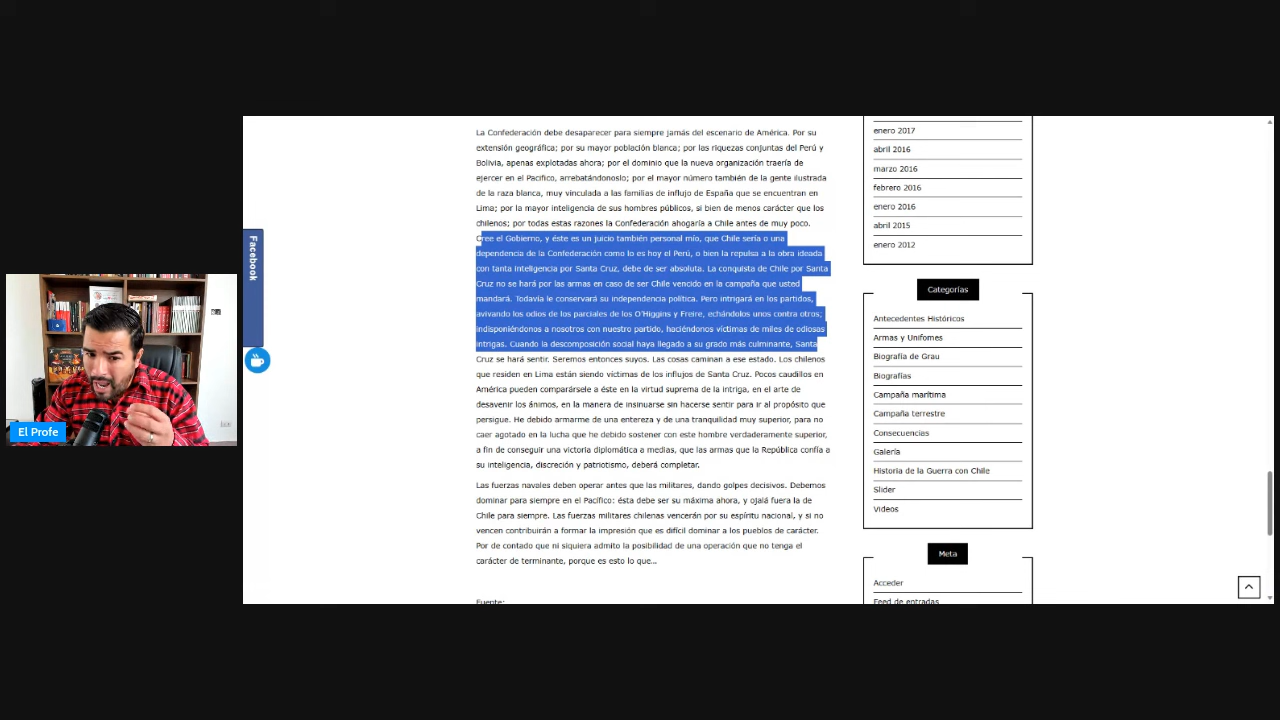 La Confederación debe desaparecer para siempre jamás del escenario de América. Por su
extensión geográfica; por su mayor población blanca; por las riquezas conjuntas del Perú y
Bolivia, apenas explotadas ahora; por el dominio que la nueva organización traería de
ejercer en el Pacifico, arrebatándonoslo; por el mayor número también de la gente ilustrada
de la raza blanca, muy vinculada a las familias de influjo de España que se encuentran en
Lima; por la mayor inteligencia de sus hombres públicos, si bien de menos carácter que los
chilenos; por todas estas razones la Confederación ahogaría a Chile antes de muy poco.
Cree el Gobierno, y éste es un juicio también personal mío, que Chile sería o una
dependencia de la Confederación como lo es hoy el Perú, o bien la repulsa a la obra ideada
con tanta inteligencia por Santa Cruz, debe de ser absoluta. La conquista de Chile por Santa
Cruz no se hará por las armas en caso de ser Chile vencido en la campaña que usted
mandará. Todavía le conservará su independencia política. Pero intrigará en los partidos,
avivando los odios de los parciales de los O'Higgins y Freire, echándolos unos contra otros;
indisponiéndonos a nosotros con nuestro partido, haciéndonos víctimas de miles de odiosas
intrigas. Cuando la descomposición social haya llegado a su grado más culminante, Santa
Cruz se hará sentir. Seremos entonces suyos. Las cosas caminan a ese estado. Los chilenos
que residen en Lima están siendo víctimas de los influjos de Santa Cruz. Pocos caudillos en
América pueden comparársele a éste en la virtud suprema de la intriga, en el arte de
desavenir los ánimos, en la manera de insinuarse sin hacerse sentir para ir al propósito que
persigue. He debido armarme de una entereza y de una tranquilidad muy superior, para no
caer agotado en la lucha que he debido sostener con este hombre verdaderamente superior,
a fin de conseguir una victoria diplomática a medias, que las armas que la República confía a
su inteligencia, discreción y patriotismo, deberá completar.
Las fuerzas navales deben operar antes que las militares, dando golpes decisivos. Debemos
dominar para siempre en el Pacífico: ésta debe ser su máxima ahora, y ojalá fuera la de
Chile para siempre. Las fuerzas militares chilenas vencerán por su espíritu nacional, y si no
vencen contribuirán a formar la impresión que es difícil dominar a los pueblos de carácter.
Por de contado que ni siquiera admito la posibilidad de una operación que no tenga el
carácter de terminante, porque es esto lo que...
Fuente:
enero 2017
abril 2016
marzo 2016
febrero 2016
enero 2016
abril 2015
enero 2012
Categorías
Antecedentes Históricos
Armas y Unifomes
Biografía de Grau
Biografías
Campaña marítima
Campaña terrestre
Consecuencias
Galería
Historia de la Guerra con Chile
Slider
Videos
Meta
Acceder
Feed de entradas
Facebook
El Profe